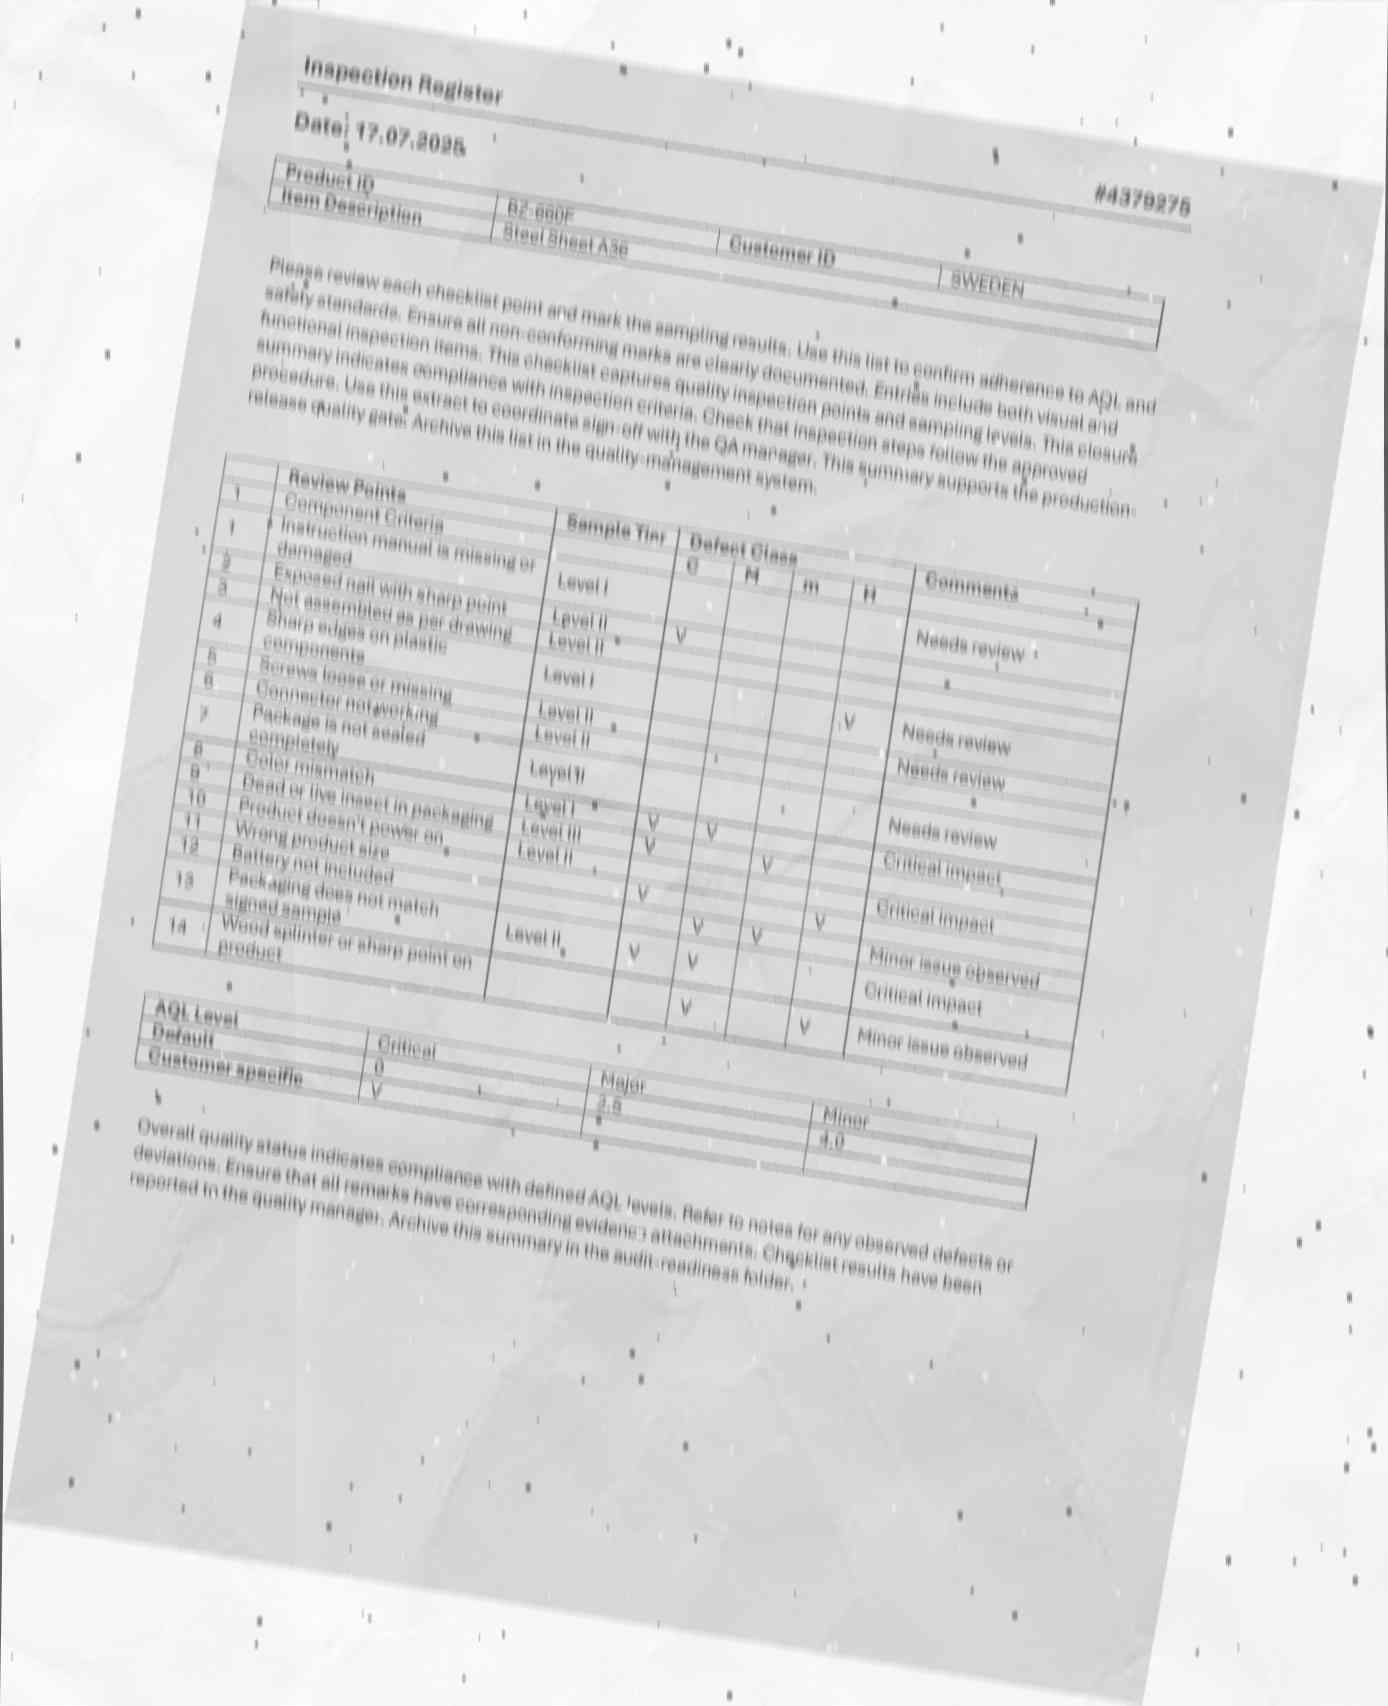 Inspection Register
#4379275
Date: 17.07.2025
Product ID BZ-660F Customer ID SWEDEN
Item Description Steel Sheet A36
Please review each checklist point and mark the sampling results. Use this list to confirm adherence to AQL and
safety standards. Ensure all non-conforming marks are clearly documented. Entries include both visual and
functional inspection items. This checklist captures quality inspection points and sampling levels. This closure
summary indicates compliance with inspection criteria. Check that inspection steps follow the approved
procedure. Use this extract to coordinate sign-off with the QA manager. This summary supports the production-
release quality gate. Archive this list in the quality-management system.
Review Points Sample Tier Defect Class Comments
1 Component Criteria C M m H
1 Instruction manual is missing or
damaged Level I Needs review
2 Exposed nail with sharp point Level II V
3 Not assembled as per drawing Level II
4 Sharp edges on plastic
components Level I V Needs review
5 Screws loose or missing Level II Needs review
6 Connector not working Level II
7 Package is not sealed
completely Level II Needs review
8 Color mismatch Level I V V Critical impact
9 Dead or live insect in packaging Level III V V
10 Product doesn't power on Level II Critical impact
11 Wrong product size V V
12 Battery not included V V Minor issue observed
13 Packaging does not match
signed sample Level II V V Critical impact
14 Wood splinter or sharp point on
product V V Minor issue observed
AQL Level Critical Major Minor
Default 0 2.5 4.0
Customer specific V
Overall quality status indicates compliance with defined AQL levels. Refer to notes for any observed defects or
deviations. Ensure that all remarks have corresponding evidence attachments. Checklist results have been
reported to the quality manager. Archive this summary in the audit-readiness folder.